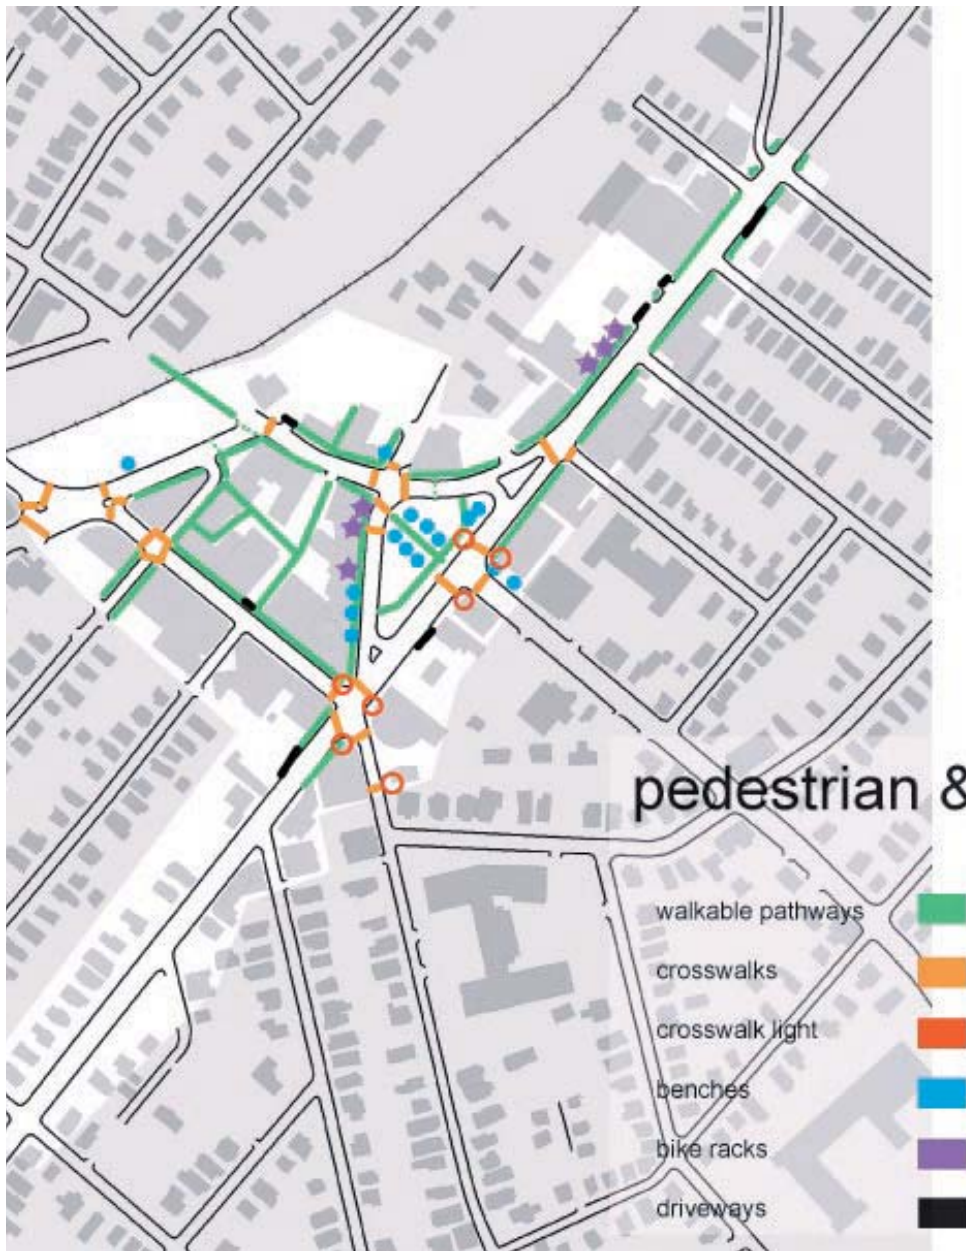 pedestrian &
walkable pathways
crosswalks
crosswalk light
benches
bike racks
driveways